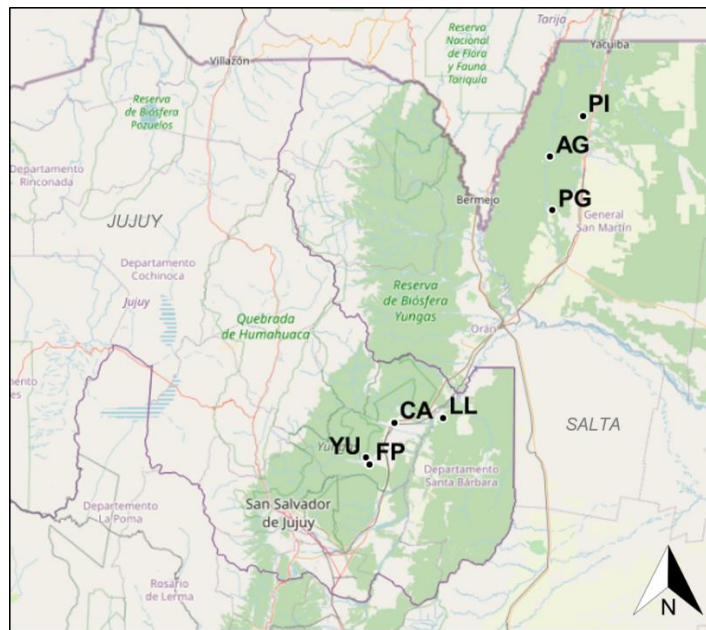 Reserva
Nacional
de Flora
y Fauna
Tariquía
Tarija
Yacuiba
Villazón
Reserva
de Biósfera
Pozuelos
PI
AG
Departamento
Rinconada
Bermejo
PG
General
San Martín
JUJUY
Departamento
Cochinoca
Jujuy
Reserva
de Biósfera
Yungas
Quebrada
de Humahuaca
Orán
CA
LL
SALTA
YU
FP
Yungas
Departamento
Santa Bárbara
Departamento
La Poma
San Salvador
de Jujuy
Rosario
de Lerma
N